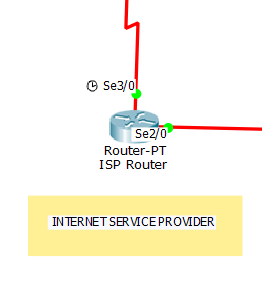 Se3/0
Se2/0
Router-PT
ISP Router
INTERNET SERVICE PROVIDER